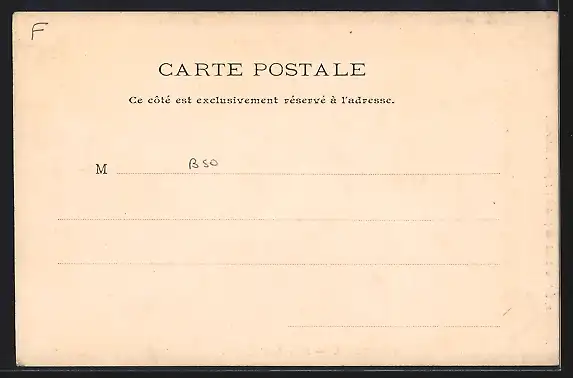 F
CARTE POSTALE
Ce côté est exclusivement réservé à l'adresse.
M B50